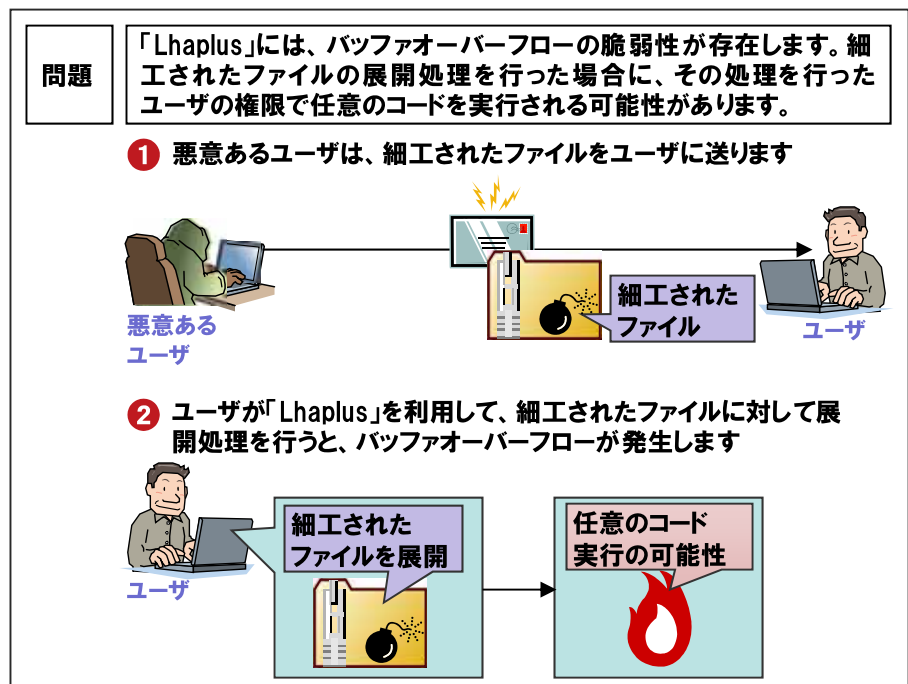 問題
「Lhaplus」には、バッファオーバーフローの脆弱性が存在します。細
工されたファイルの展開処理を行った場合に、その処理を行った
ユーザの権限で任意のコードを実行される可能性があります。
1 悪意あるユーザは、細工されたファイルをユーザに送ります
細工された
ファイル
悪意ある
ユーザ
ユーザ
2 ユーザが「Lhaplus」を利用して、細工されたファイルに対して展
開処理を行うと、バッファオーバーフローが発生します
細工された
ファイルを展開
任意のコード
実行の可能性
ユーザ